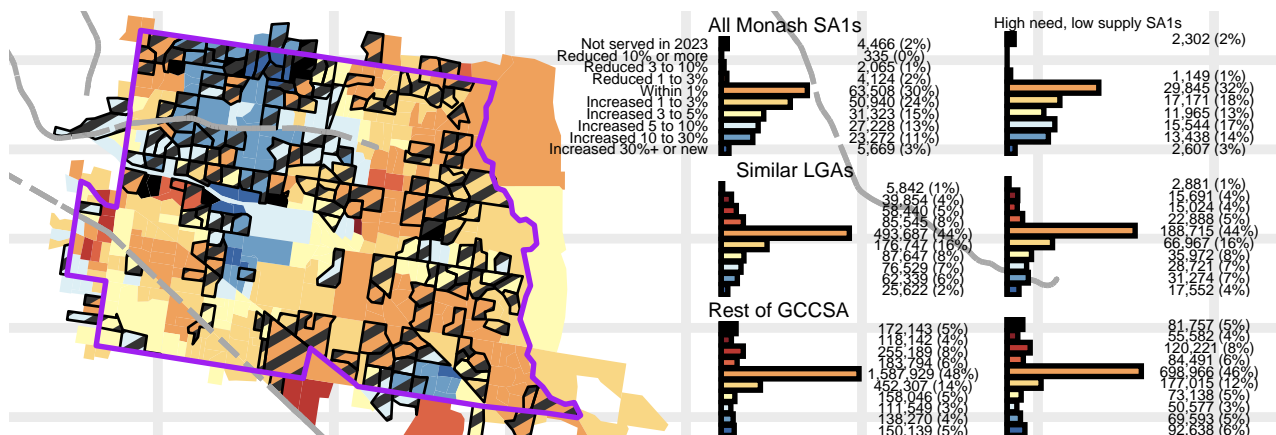 All Monash SA1s
High need, low supply SA1s
Not served in 2023 4,466 (2%) 2,302 (2%)
Reduced 10% or more 335 (0%)
Reduced 3 to 10% 2,065 (1%)
Reduced 1 to 3% 4,124 (2%) 1,149 (1%)
Within 1% 63,508 (30%) 29,845 (32%)
Increased 1 to 3% 50,940 (24%) 17,171 (18%)
Increased 3 to 5% 31,323 (15%) 11,965 (13%)
Increased 5 to 10% 27,228 (13%) 15,544 (17%)
Increased 10 to 30% 23,272 (11%) 13,438 (14%)
Increased 30%+ or new 5,669 (3%) 2,607 (3%)
Similar LGAs
5,842 (1%) 2,881 (1%)
39,854 (4%) 15,691 (4%)
58,440 (5%) 15,024 (4%)
85,545 (8%) 22,888 (5%)
493,687 (44%) 188,715 (44%)
176,747 (16%) 66,967 (16%)
87,647 (8%) 35,972 (8%)
76,529 (7%) 28,721 (7%)
62,339 (6%) 31,274 (7%)
25,622 (2%) 17,552 (4%)
Rest of GCCSA
172,143 (5%) 81,757 (5%)
118,142 (4%) 55,582 (4%)
255,189 (8%) 120,221 (8%)
183,794 (6%) 84,491 (6%)
1,587,929 (48%) 698,966 (46%)
452,307 (14%) 177,015 (12%)
158,046 (5%) 73,138 (5%)
111,549 (3%) 50,577 (3%)
138,270 (4%) 69,593 (5%)
150,139 (5%) 92,638 (6%)